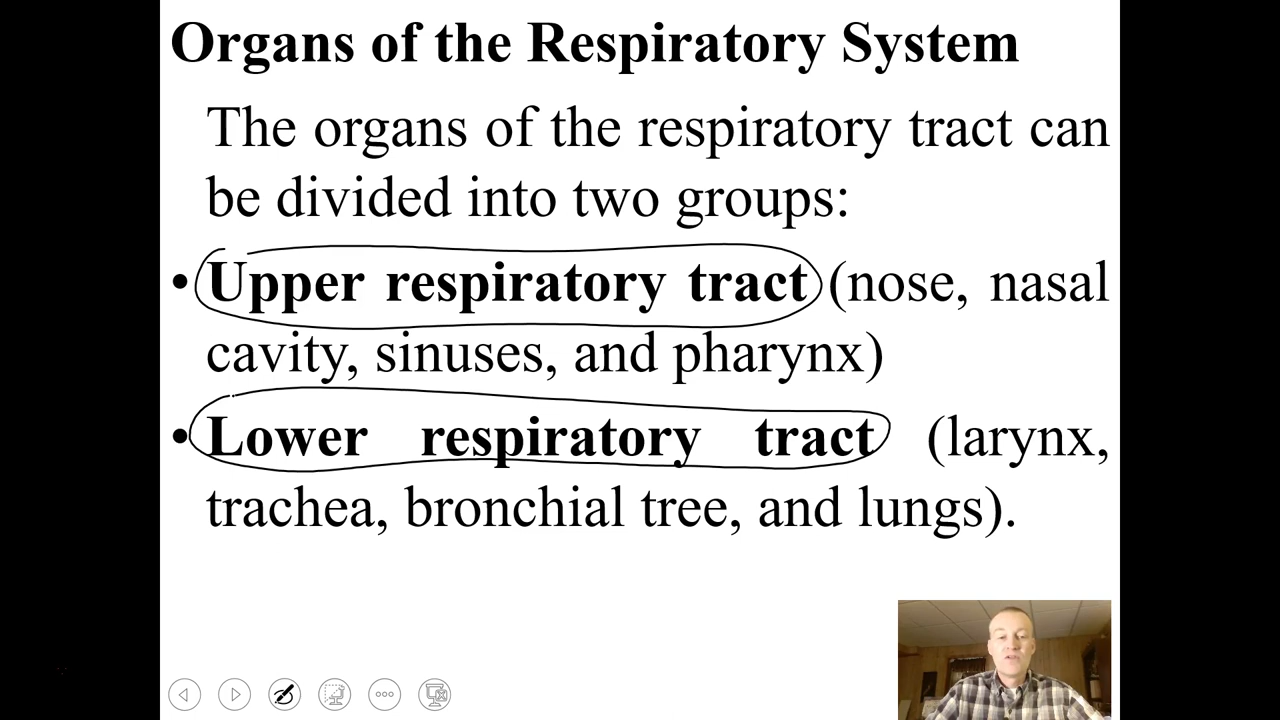 Organs of the Respiratory System
The organs of the respiratory tract can
be divided into two groups:
• Upper respiratory tract (nose, nasal
cavity, sinuses, and pharynx)
• Lower respiratory tract (larynx,
trachea, bronchial tree, and lungs).